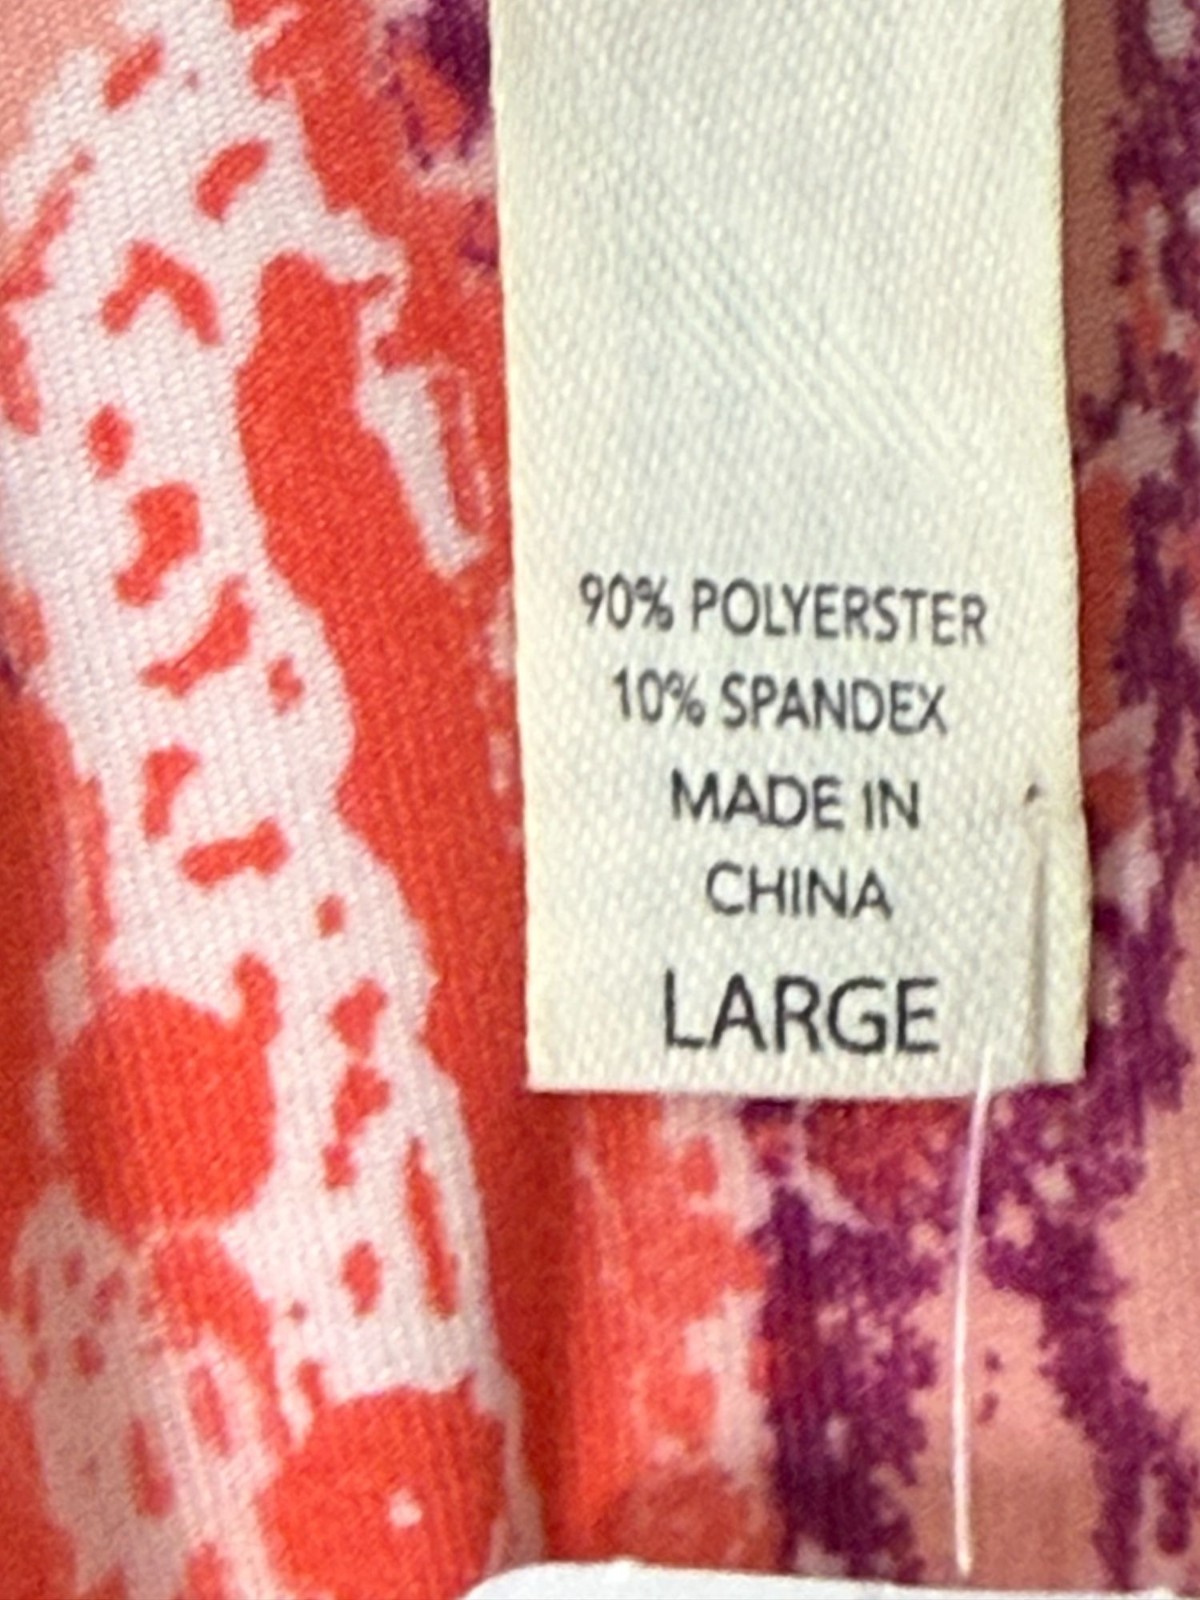 90% POLYERSTER
10% SPANDEX
MADE IN
CHINA
LARGE